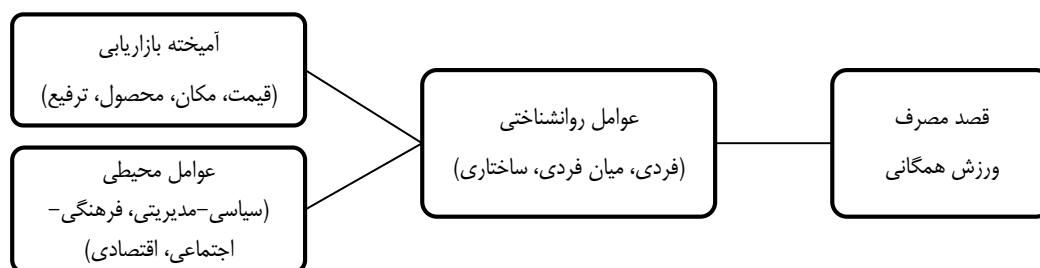 آمیخته بازاریابی
(قیمت، مکان، محصول، ترفیع)
عوامل محیطی
(سیاسی–مدیریتی، فرهنگی–
اجتماعی، اقتصادی)
عوامل روانشناختی
(فردی، میان فردی، ساختاری)
قصد مصرف
ورزش همگانی